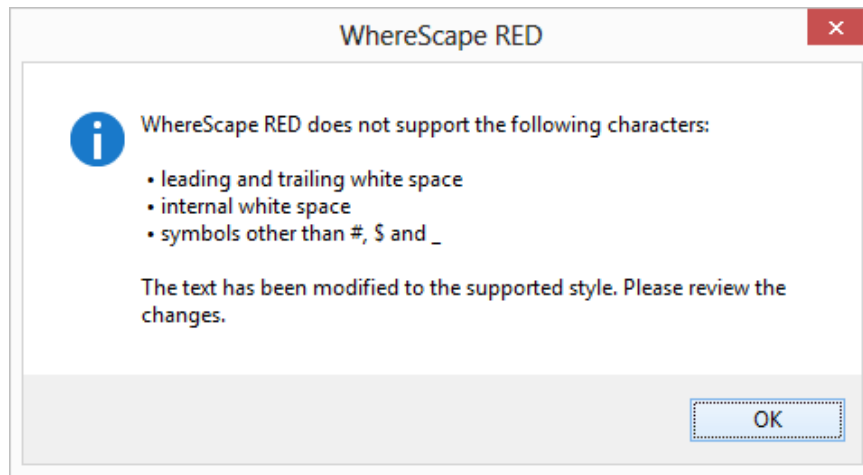 WhereScape RED
WhereScape RED does not support the following characters:
• leading and trailing white space
• internal white space
• symbols other than #, $ and _
The text has been modified to the supported style. Please review the
changes.
OK